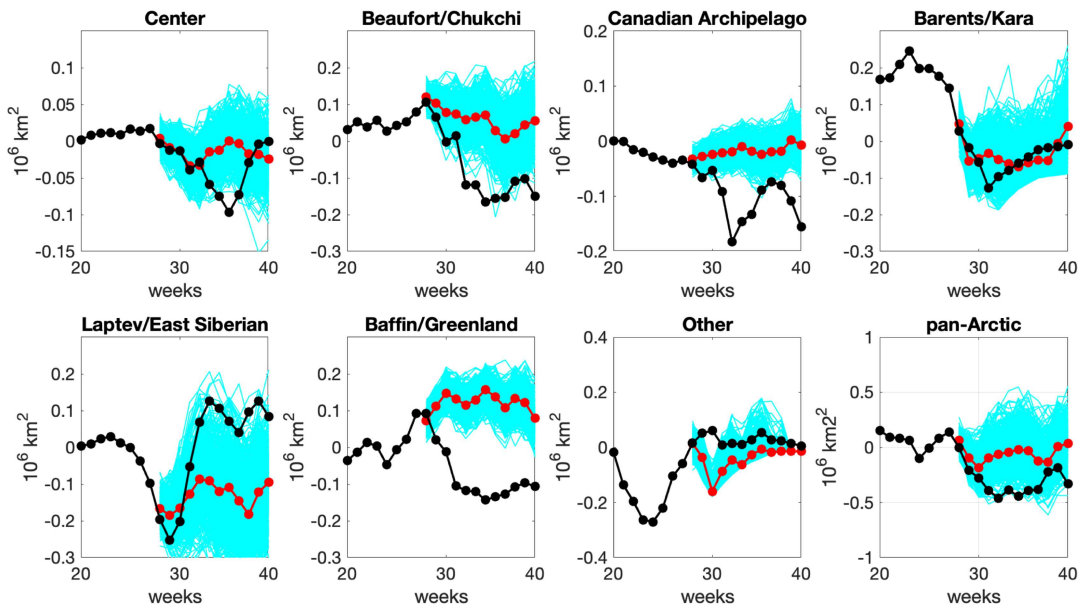 Center
0.1
0.05
0
-0.05
-0.1
-0.15
10⁶ km²
20
30
40
weeks
Beaufort/Chukchi
0.2
0.1
0
-0.1
-0.2
-0.3
10⁶ km²
20
30
40
weeks
Canadian Archipelago
0.2
0.1
0
-0.1
0.2
10⁶ km²
20
30
40
weeks
Barents/Kara
0.2
0.1
0
-0.1
-0.2
-0.3
10⁶ km²
20
30
40
weeks
Laptev/East Siberian
0.2
0.1
0
-0.1
-0.2
-0.3
10⁶ km²
20
30
40
weeks
Baffin/Greenland
0.2
0.1
0
-0.1
-0.2
-0.3
10⁶ km²
20
30
40
weeks
Other
0.4
0.2
0
-0.2
0.4
10⁶ km²
20
30
40
weeks
pan-Arctic
1
0.5
0
-0.5
-1
10⁶ km2²
20
30
40
weeks